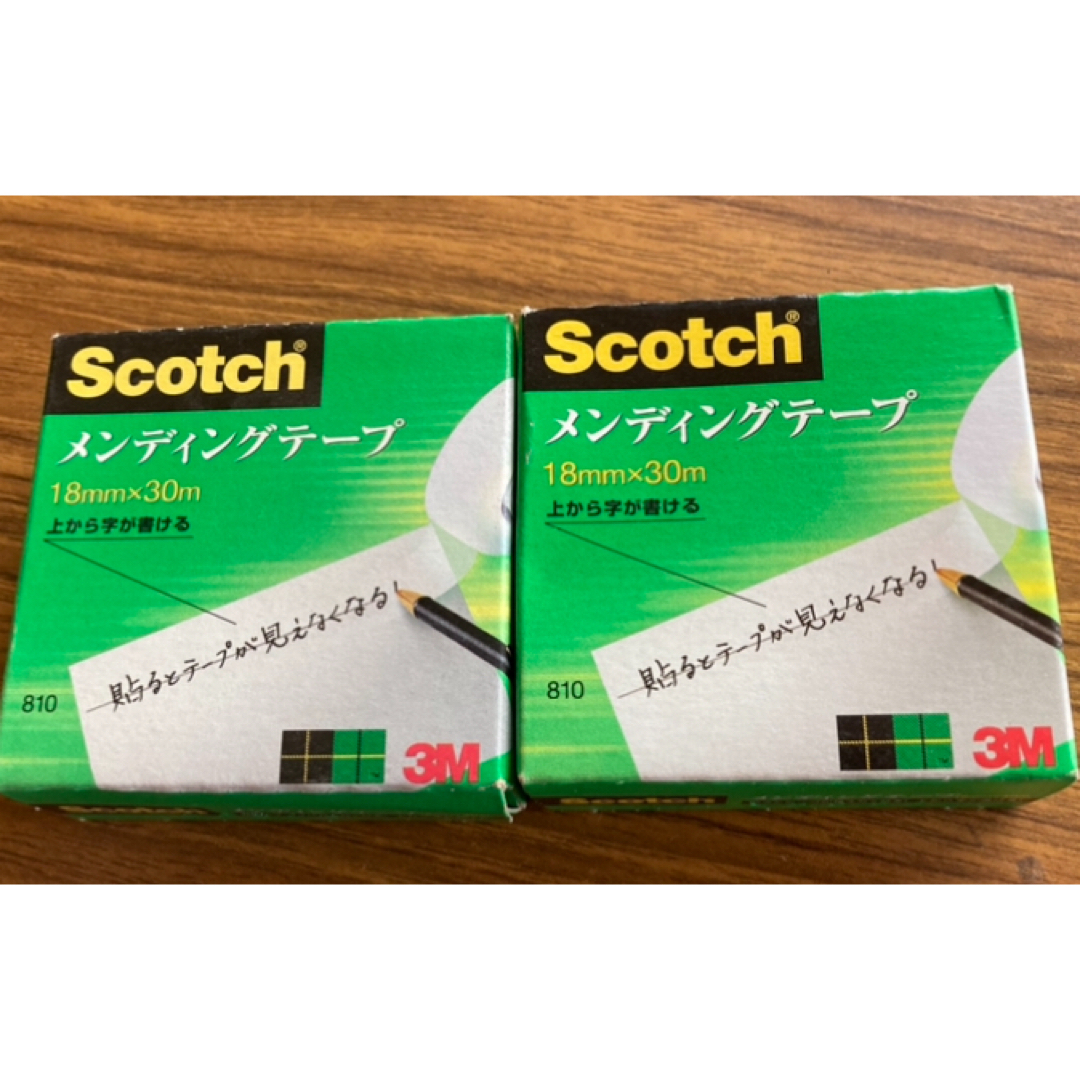 Scotch®
メンディングテープ
18mm×30m
上から字が書ける
貼るとテープが見えなくなる!
810
3M
Scotch
Scotch®
メンディングテープ
18mm×30m
上から字が書ける
貼るとテープが見えなくなる!
810
3M
Scotch